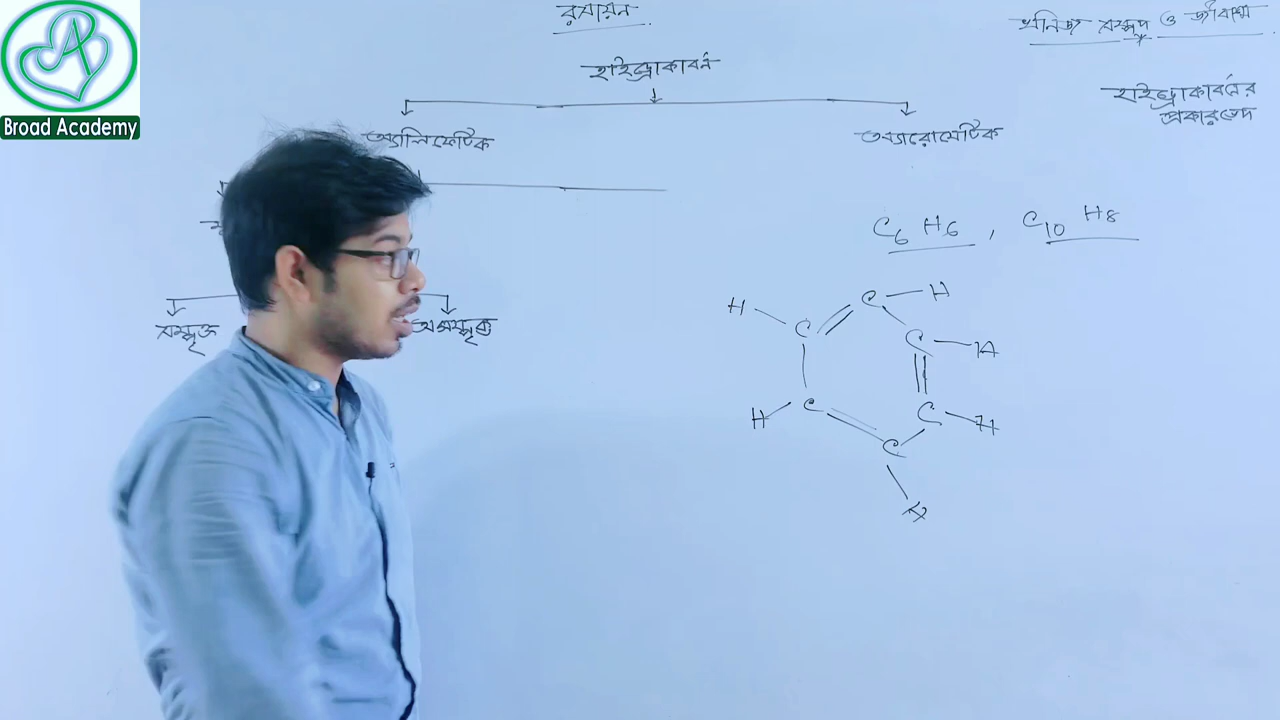 রসায়ন
খনিজ সম্পদ ও জীবাশ্ম
হাইড্রোকার্বন
হাইড্রোকার্বনের
প্রকারভেদ
অ্যালিফেটিক
অ্যারোমেটিক
C6 H6 , C10 H8
H C C H
C H
H C C H
C
H
সম্পৃক্ত
অসম্পৃক্ত
Broad Academy